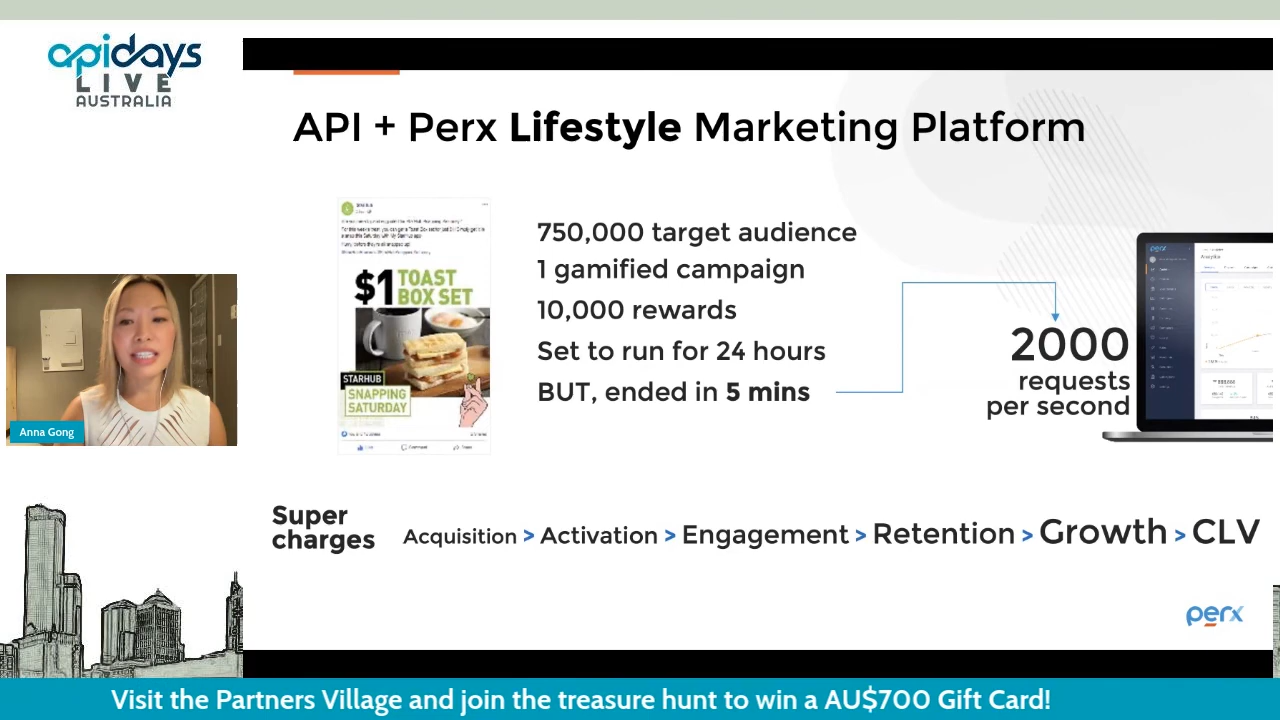 apidays
LIVE
AUSTRALIA
API + Perx Lifestyle Marketing Platform
$1 TOAST
BOX SET
STARHUB
SNAPPING
SATURDAY
750,000 target audience
1 gamified campaign
10,000 rewards
Set to run for 24 hours
BUT, ended in 5 mins
2000
requests
per second
perx
Anna Gong
Super
charges
Acquisition > Activation > Engagement > Retention > Growth > CLV
perx
Visit the Partners Village and join the treasure hunt to win a AU$700 Gift Card!